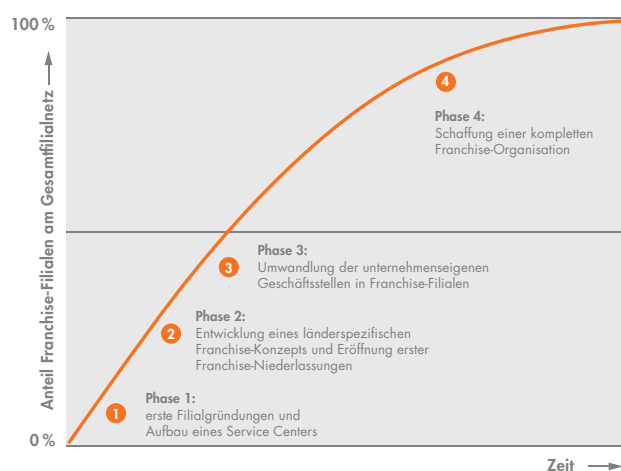 100 %
Anteil Franchise-Filialen am Gesamtfilialnetz
4
Phase 4:
Schaffung einer kompletten
Franchise-Organisation
3
Phase 3:
Umwandlung der unternehmenseigenen
Geschäftsstellen in Franchise-Filialen
2
Phase 2:
Entwicklung eines länderspezifischen
Franchise-Konzepts und Eröffnung erster
Franchise-Niederlassungen
1
Phase 1:
erste Filialgründungen und
Aufbau eines Service Centers
0 %
Zeit